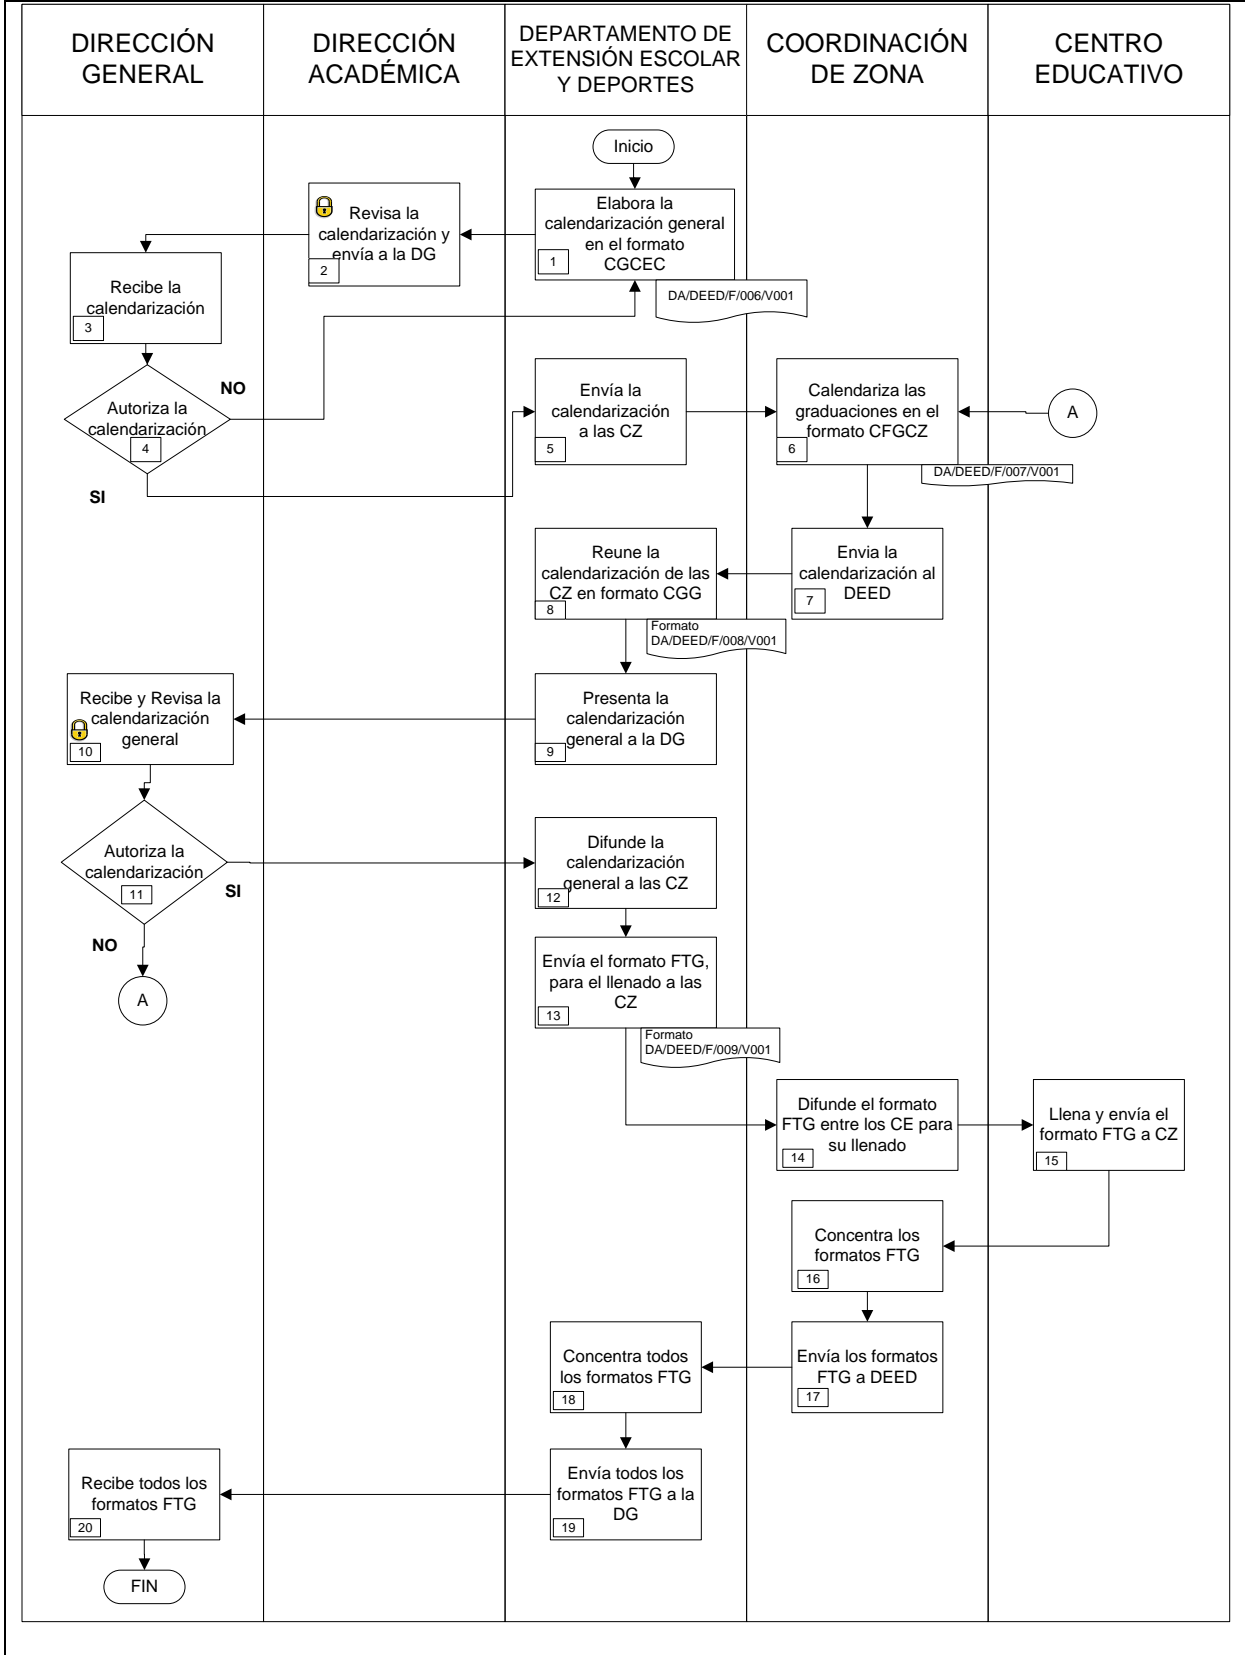 DIRECCIÓN
GENERAL
DIRECCIÓN
ACADÉMICA
DEPARTAMENTO DE
EXTENSIÓN ESCOLAR
Y DEPORTES
COORDINACIÓN
DE ZONA
CENTRO
EDUCATIVO
Inicio
Elabora la
calendarización general
en el formato
CGCEC
1
DA/DEED/F/006/V001
Revisa la
calendarización y
envía a la DG
2
Recibe la
calendarización
3
Autoriza la
calendarización
4
NO
SI
Envía la
calendarización
a las CZ
5
Calendariza las
graduaciones en el
formato CFGCZ
6
DA/DEED/F/007/V001
A
Envia la
calendarización al
DEED
7
Reune la
calendarización de las
CZ en formato CGG
8
Formato
DA/DEED/F/008/V001
Presenta la
calendarización
general a la DG
9
Recibe y Revisa la
calendarización
general
10
Autoriza la
calendarización
11
SI
NO
A
Difunde la
calendarización
general a las CZ
12
Envía el formato FTG,
para el llenado a las
CZ
13
Formato
DA/DEED/F/009/V001
Difunde el formato
FTG entre los CE para
su llenado
14
Llena y envía el
formato FTG a CZ
15
Concentra los
formatos FTG
16
Envía los formatos
FTG a DEED
17
Concentra todos
los formatos FTG
18
Envía todos los
formatos FTG a la
DG
19
Recibe todos los
formatos FTG
20
FIN